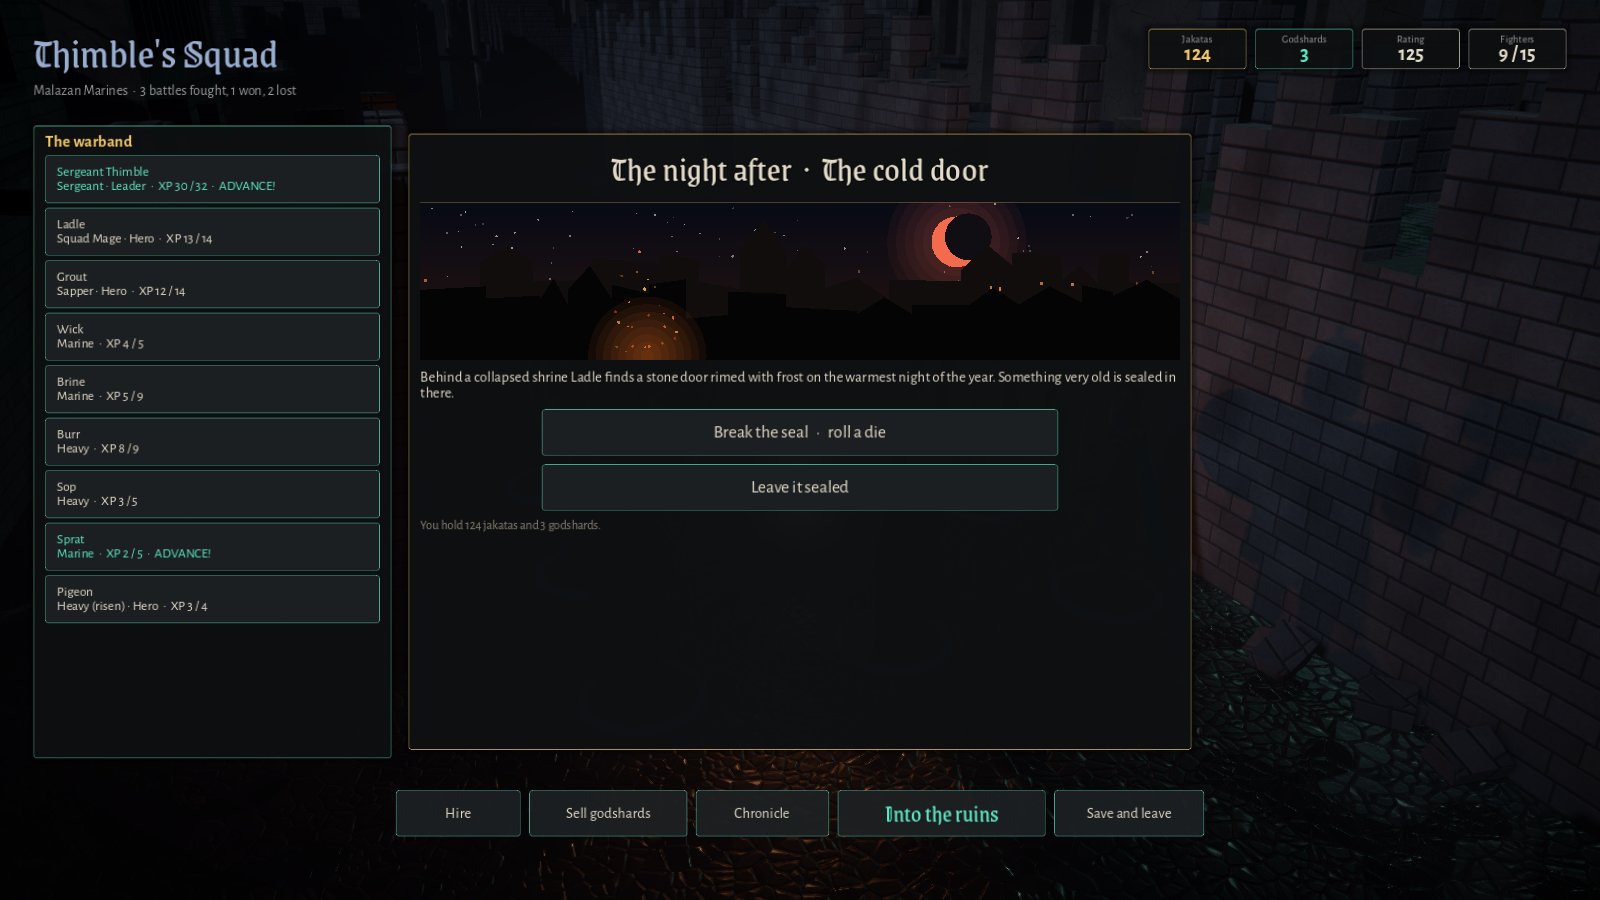 Thimble's Squad
Malazan Marines · 3 battles fought, 1 won, 2 lost
Jakatas
124
Godshards
3
Rating
125
Fighters
9 / 15
The warband
Sergeant Thimble
Sergeant · Leader · XP 30 / 32 · ADVANCE!
Ladle
Squad Mage · Hero · XP 13 / 14
Grout
Sapper · Hero · XP 12 / 14
Wick
Marine · XP 4 / 5
Brine
Marine · XP 5 / 9
Burr
Heavy · XP 8 / 9
Sop
Heavy · XP 3 / 5
Sprat
Marine · XP 2 / 5 · ADVANCE!
Pigeon
Heavy (risen) · Hero · XP 3 / 4
The night after · The cold door
Behind a collapsed shrine Ladle finds a stone door rimed with frost on the warmest night of the year. Something very old is sealed in
there.
Break the seal · roll a die
Leave it sealed
You hold 124 jakatas and 3 godshards.
Hire
Sell godshards
Chronicle
Into the ruins
Save and leave